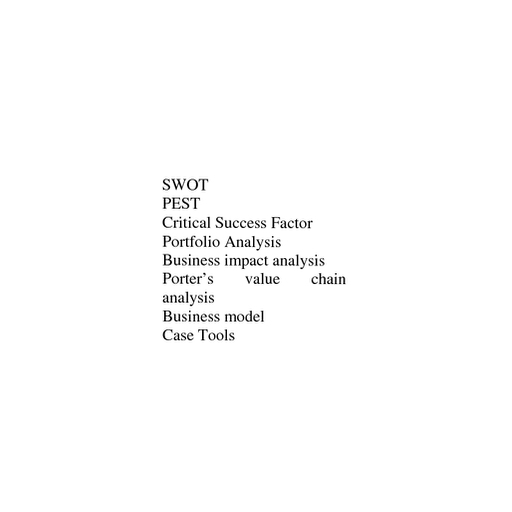 SWOT
PEST
Critical Success Factor
Portfolio Analysis
Business impact analysis
Porter's value chain
analysis
Business model
Case Tools